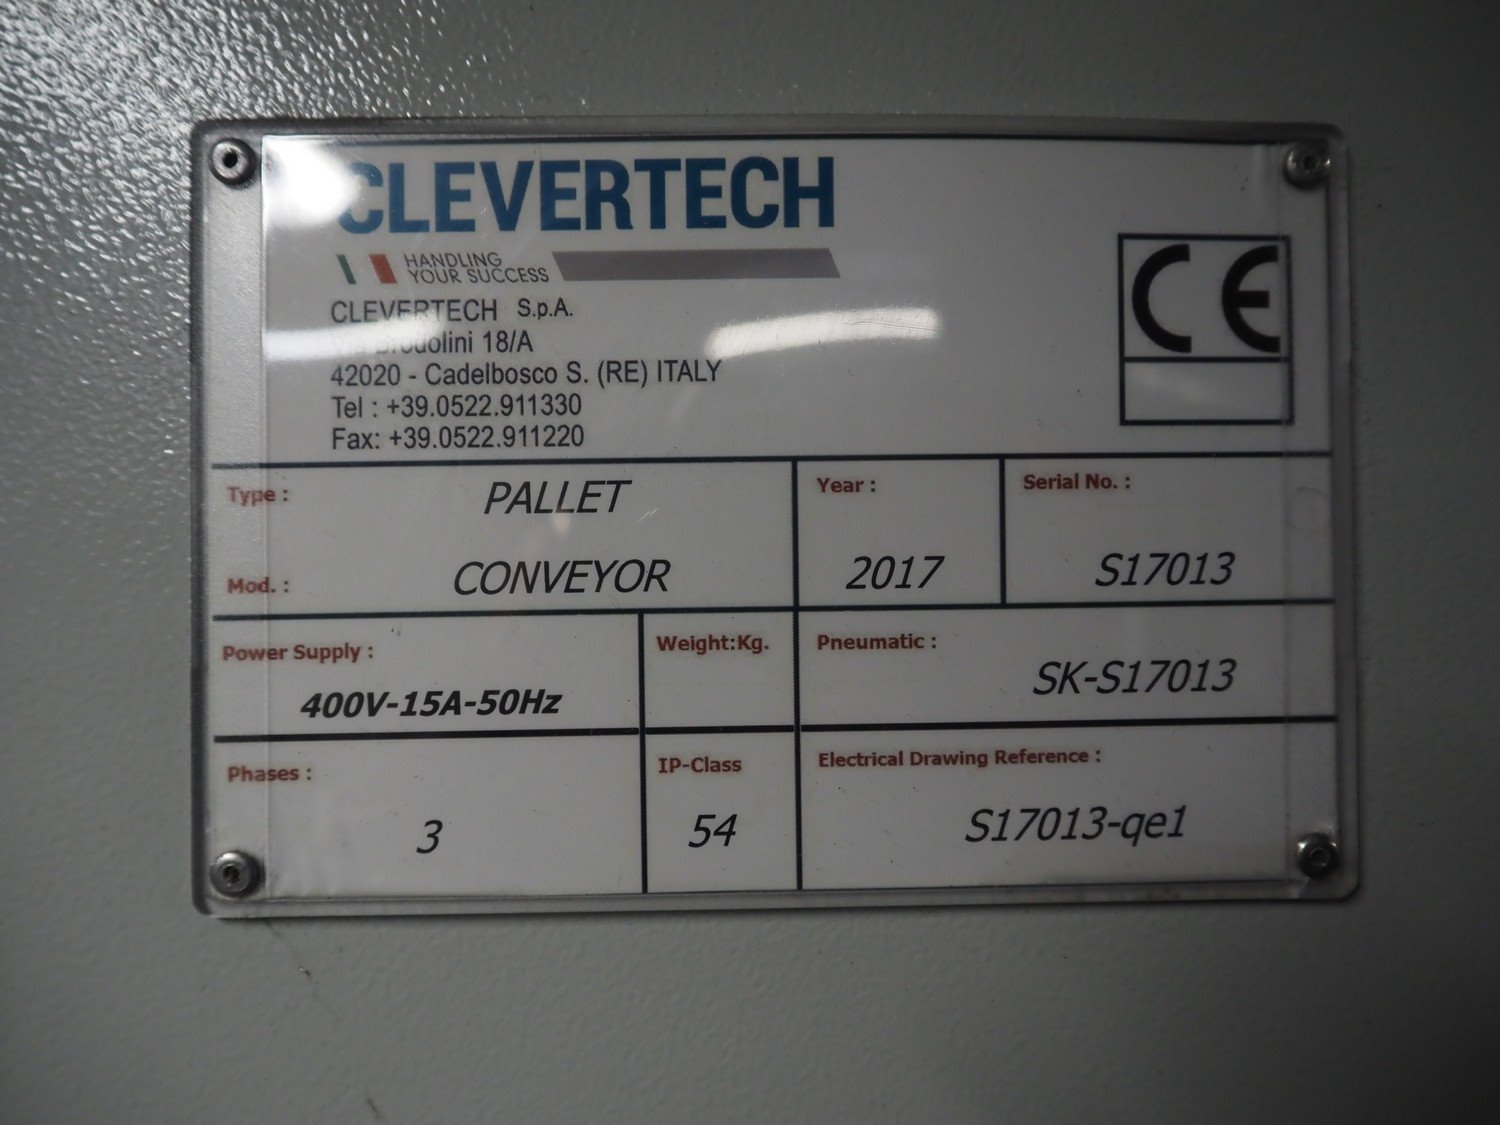 CLEVERTECH
HANDLING
YOUR SUCCESS
CLEVERTECH S.p.A.
18/A
42020 - Cadelbosco S. (RE) ITALY
Tel : +39.0522.911330
Fax: +39.0522.911220
CE
Type : PALLET
Mod. : CONVEYOR
Year :
2017
Serial No. :
S17013
Power Supply :
400V-15A-50Hz
Weight:Kg.
Pneumatic :
SK-S17013
Phases :
3
IP-Class
54
Electrical Drawing Reference :
S17013-qe1